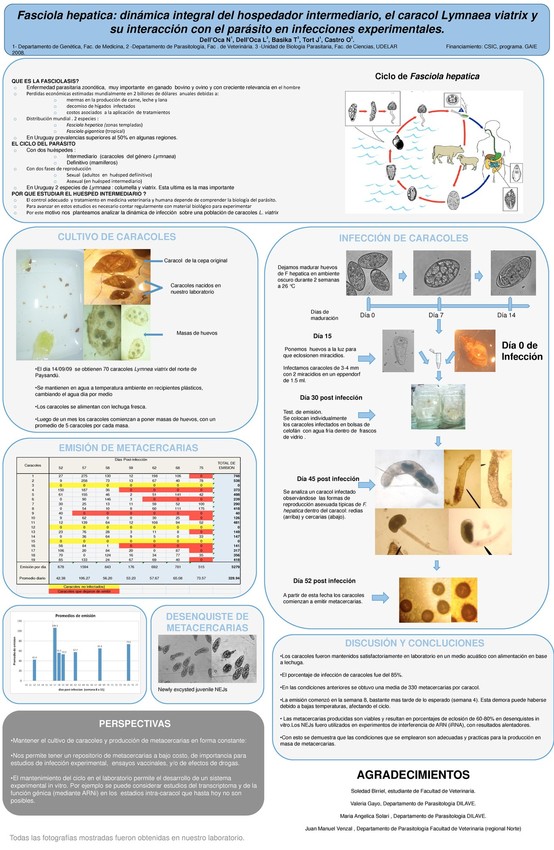 Fasciola hepatica: dinámica integral del hospedador intermediario, el caracol Lymnaea viatrix y
su interacción con el parásito en infecciones experimentales.
Dell'Oca N¹, Dell'Oca L², Basika T³, Tort J¹, Castro O².
1- Departamento de Genética, Fac. de Medicina, 2 -Departamento de Parasitología, Fac . de Veterinaria. 3 -Unidad de Biología Parasitaria, Fac. de Ciencias, UDELAR Financiamiento: CSIC, programa GAIE
2008.
QUE ES LA FASCIOLASIS?
Enfermedad parasitaria zoonótica, muy importante en ganado bovino y ovino y con creciente relevancia en el hombre
Perdidas económicas estimadas mundialmente en 2 billones de dólares anuales debidas a:
mermas en la producción de carne, leche y lana
decomiso de hígados infectados
costos asociados a la aplicación de tratamientos
Distribución mundial . 2 especies :
Fasciola hepatica (zonas templadas)
Fasciola gigantica (tropical)
En Uruguay prevalencias superiores al 50% en algunas regiones.
EL CICLO DEL PARÁSITO
Con dos huéspedes :
Intermediario (caracoles del género Lymnaea)
Definitivo (mamíferos)
Con dos fases de reproducción
Sexual (adultos en huésped definitivo)
Asexual (en huésped intermediario)
En Uruguay 2 especies de Lymnaea : columella y viatrix. Esta ultima es la mas importante
POR QUE ESTUDIAR EL HUESPED INTERMEDIARIO ?
El control adecuado y tratamiento en medicina veterinaria y humana depende de comprender la biología del parásito.
Para avanzar en estos estudios es necesario contar regularmente con material biológico para experimentar
Por este motivo nos planteamos analizar la dinámica de infección sobre una población de caracoles L. viatrix
Ciclo de Fasciola hepatica
CULTIVO DE CARACOLES
Caracol de la cepa original
Caracoles nacidos en
nuestro laboratorio
Masas de huevos
•El día 14/09/09 se obtienen 70 caracoles Lymnea viatrix del norte de
Paysandú.
•Se mantienen en agua a temperatura ambiente en recipientes plásticos,
cambiando el agua día por medio
•Los caracoles se alimentan con lechuga fresca.
•Luego de un mes los caracoles comienzan a poner masas de huevos, con un
promedio de 5 caracoles por cada masa.
INFECCIÓN DE CARACOLES
Dejamos madurar huevos
de F hepatica en ambiente
oscuro durante 2 semanas
a 26 °C
Días de
maduración
Día 0
Día 7
Día 14
Día 15
Ponemos huevos a la luz para
que eclosionen miracidios.
Infectamos caracoles de 3-4 mm
con 2 miracidios en un eppendorf
de 1.5 ml.
Día 0 de
Infección
Día 30 post infección
Test. de emisión.
Se colocan individualmente
los caracoles infectados en bolsas de
celofán con agua fría dentro de frascos
de vidrio .
Día 45 post infección
Se analiza un caracol infectado
observándose las formas de
reproducción asexuada típicas de F.
hepatica dentro del caracol: redias
(arriba) y cercarias (abajo).
Día 52 post infección
A partir de esta fecha los caracoles
comienzan a emitir metacercarias.
EMISIÓN DE METACERCARIAS
Días Post-infección
Caracoles
TOTAL DE
EMISION
Emisión por día
Promedio diario
Caracoles no infectados
Caracoles que dejaron de emitir
Promedios de emisión
DESENQUISTE DE
METACERCARIAS
Newly excysted juvenile NEJs
PERSPECTIVAS
•Mantener el cultivo de caracoles y producción de metacercarias en forma constante.
•Nos permite tener un repositorio de metacercarias a bajo costo, de importancia para
estudios de infección experimental, ensayos vaccinales, y/o de efectos de drogas.
•El mantenimiento del ciclo en el laboratorio permite el desarrollo de un sistema
experimental in vitro. Por ejemplo se puede considerar estudios del transcriptoma y de la
función génica (mediante ARNi) en los estadios intra-caracol que hasta hoy no son
posibles.
DISCUSIÓN Y CONCLUCIONES
•Los caracoles fueron mantenidos satisfactoriamente en laboratorio en un medio acuático con alimentación en base
a lechuga.
•El porcentaje de infección de caracoles fue del 85%.
•En las condiciones anteriores se obtuvo una media de 330 metacercarias por caracol.
•La emisión comenzó en la semana 8, bastante mas tarde de lo esperado (semana 4). Esta demora puede haberse
debido a bajas temperaturas, afectando el ciclo.
• Las metacercarias producidas son viables y resultan en porcentajes de eclosión de 60-80% en desenquistes in
vitro.Los NEJs fuero utilizados en experimentos de interferencia de ARN (iRNA), con resultados alentadores.
•Con esto se demuestra que las condiciones que se emplearon son adecuadas y practicas para la producción en
masa de metacercarias.
AGRADECIMIENTOS
Soledad Birriel, estudiante de Facultad de Veterinaria.
Valeria Gayo, Departamento de Parasitología DILAVE.
Maria Angelica Solari , Departamento de Parasitología DILAVE.
Juan Manuel Venzal , Departamento de Parasitología Facultad de Veterinaria (regional Norte)
Todas las fotografías mostradas fueron obtenidas en nuestro laboratorio.